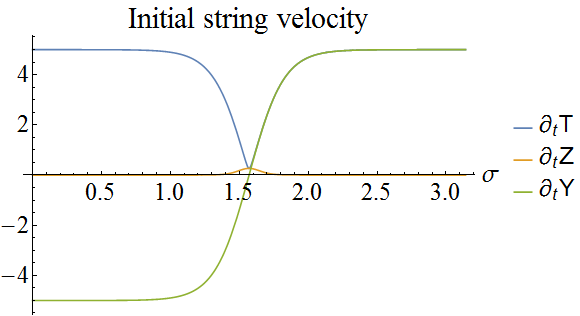 Initial string velocity
4
2
−2
−4
0.5 1.0 1.5 2.0 2.5 3.0 σ
∂tT
∂tZ
∂tY